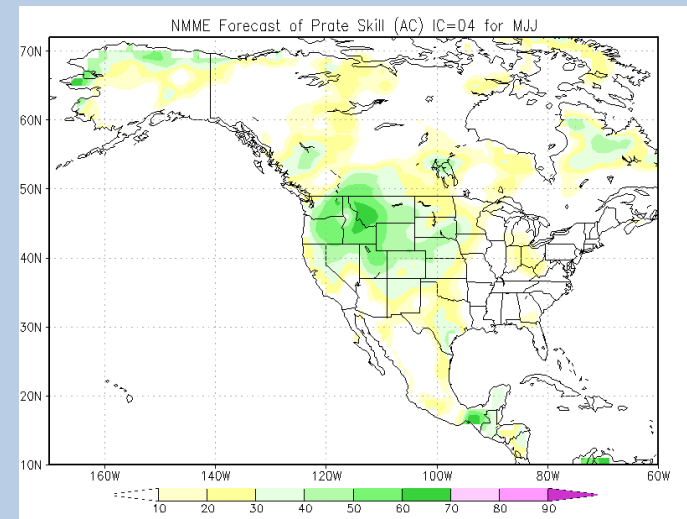 NMME Forecast of Prate Skill (AC) IC=04 for MJJ
70N
60N
50N
40N
30N
20N
10N
160W 140W 120W 100W 80W 60W
10 20 30 40 50 60 70 80 90